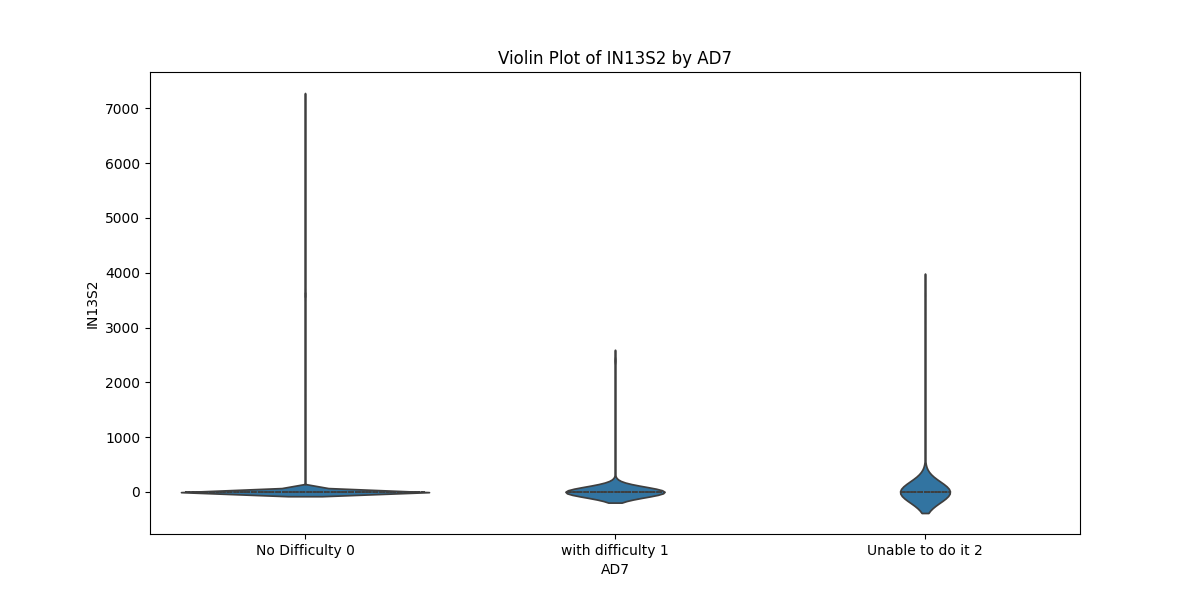 Violin Plot of IN13S2 by AD7
7000
6000
5000
4000
3000
2000
1000
0
IN13S2
No Difficulty 0
with difficulty 1
Unable to do it 2
AD7